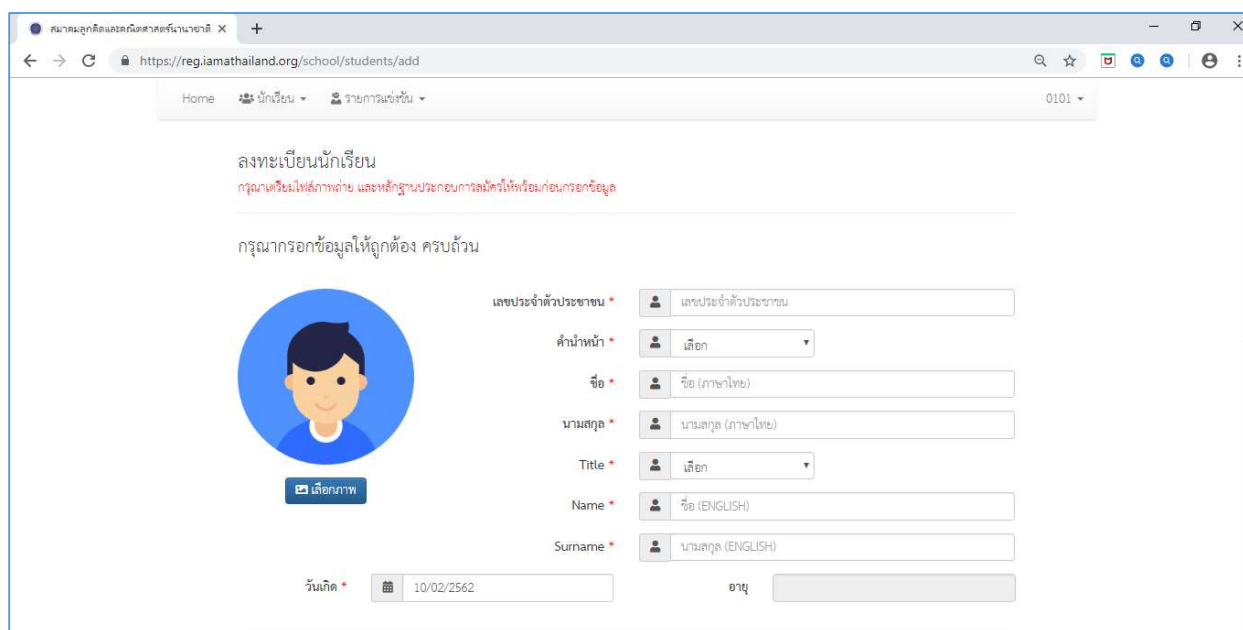 สมาคมลูกคิดและคณิตศาสตร์นานาชาติ
https://reg.iamathailand.org/school/students/add
Home นักเรียน รายการแข่งขัน 0101
ลงทะเบียนนักเรียน
กรุณาเตรียมไฟล์ภาพถ่าย และหลักฐานประกอบการสมัครให้พร้อมก่อนกรอกข้อมูล
กรุณากรอกข้อมูลให้ถูกต้อง ครบถ้วน
เลขประจำตัวประชาชน * เลขประจำตัวประชาชน
คำนำหน้า * เลือก
ชื่อ * ชื่อ (ภาษาไทย)
นามสกุล * นามสกุล (ภาษาไทย)
Title * เลือก
เลือกภาพ
Name * ชื่อ (ENGLISH)
Surname * นามสกุล (ENGLISH)
วันเกิด * 10/02/2562 อายุ